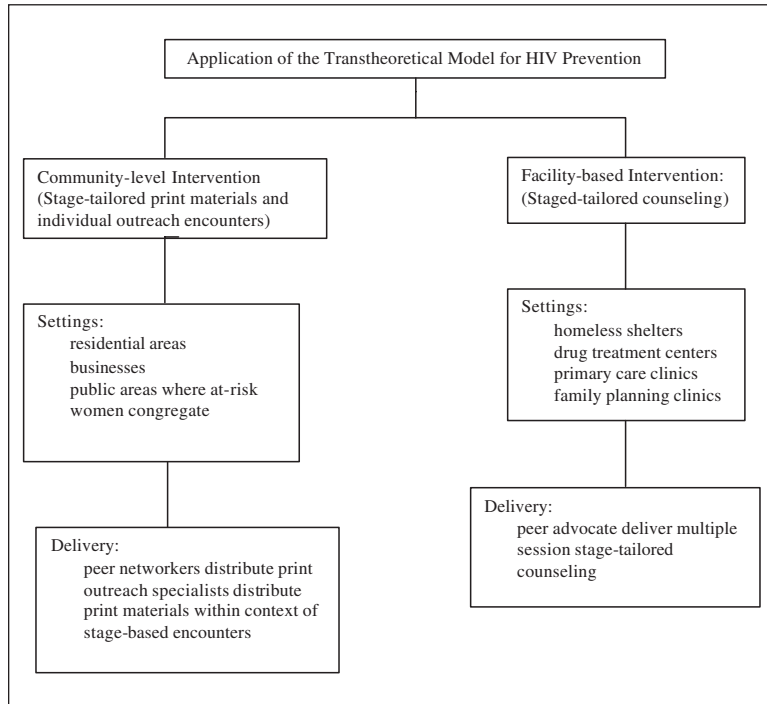 Application of the Transtheoretical Model for HIV Prevention
Community-level Intervention
(Stage-tailored print materials and
individual outreach encounters)
Settings:
residential areas
businesses
public areas where at-risk
women congregate
Delivery:
peer networkers distribute print
outreach specialists distribute
print materials within context of
stage-based encounters
Facility-based Intervention:
(Staged-tailored counseling)
Settings:
homeless shelters
drug treatment centers
primary care clinics
family planning clinics
Delivery:
peer advocate deliver multiple
session stage-tailored
counseling